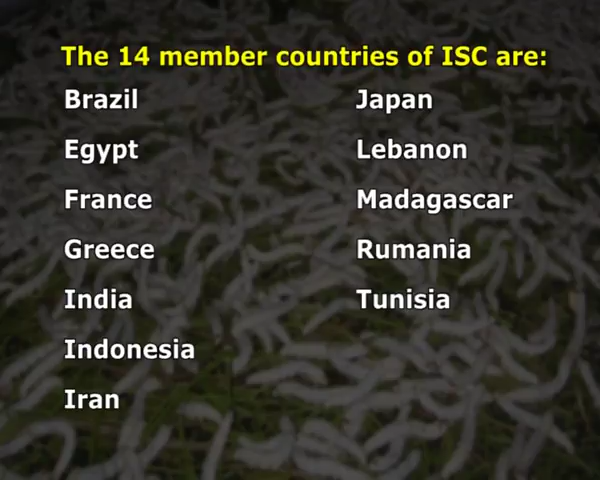 The 14 member countries of ISC are:
Brazil
Egypt
France
Greece
India
Indonesia
Iran
Japan
Lebanon
Madagascar
Rumania
Tunisia